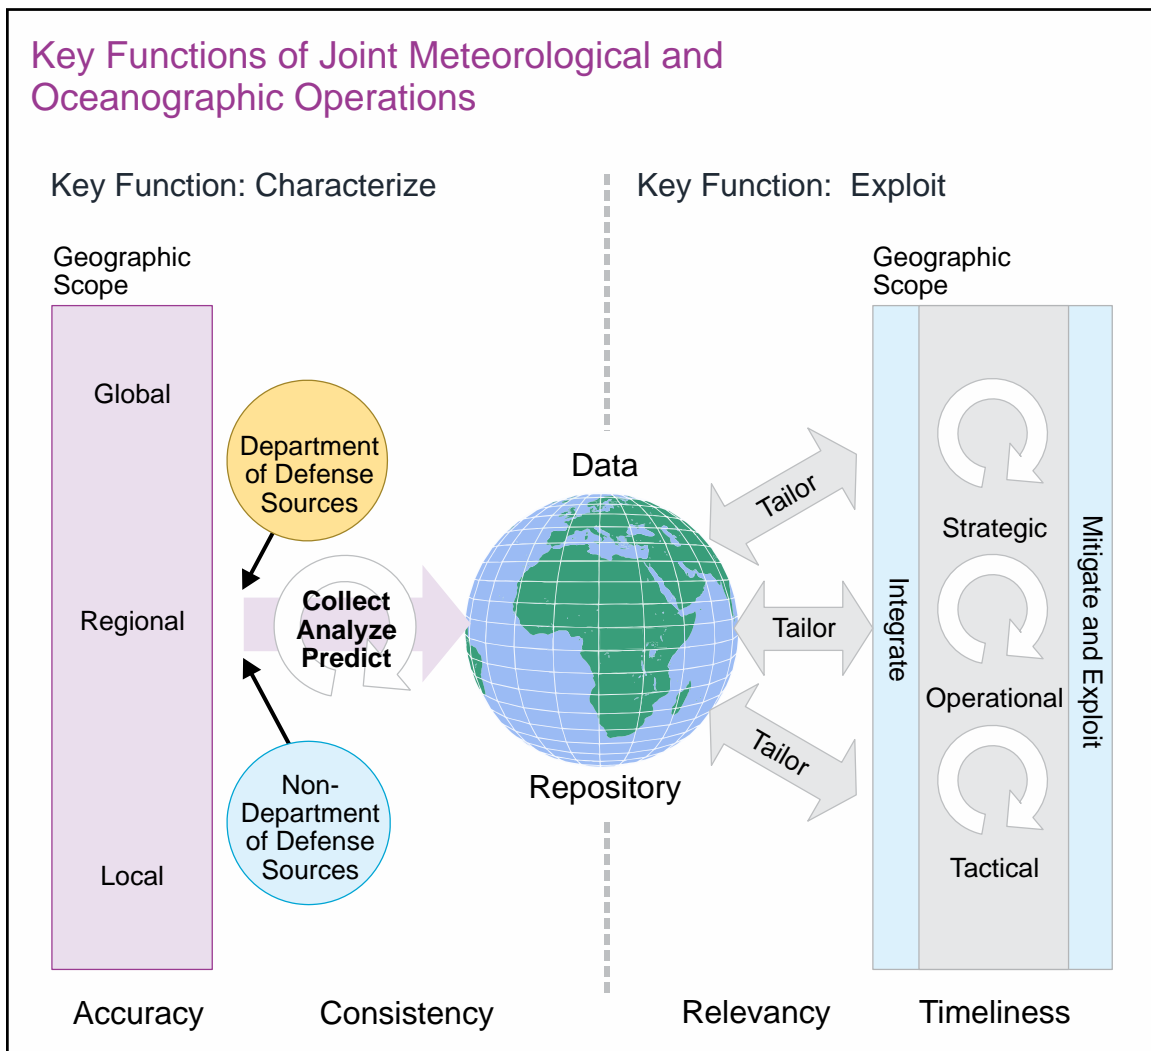 Key Functions of Joint Meteorological and
Oceanographic Operations
Key Function: Characterize
Key Function:  Exploit
Geographic
Scope
Global
Regional
Local
Department
of Defense
Sources
Collect
Analyze
Predict
Non-
Department
of Defense
Sources
Data
Repository
Tailor
Tailor
Tailor
Geographic
Scope
Integrate
Strategic
Operational
Tactical
Mitigate and Exploit
Accuracy
Consistency
Relevancy
Timeliness